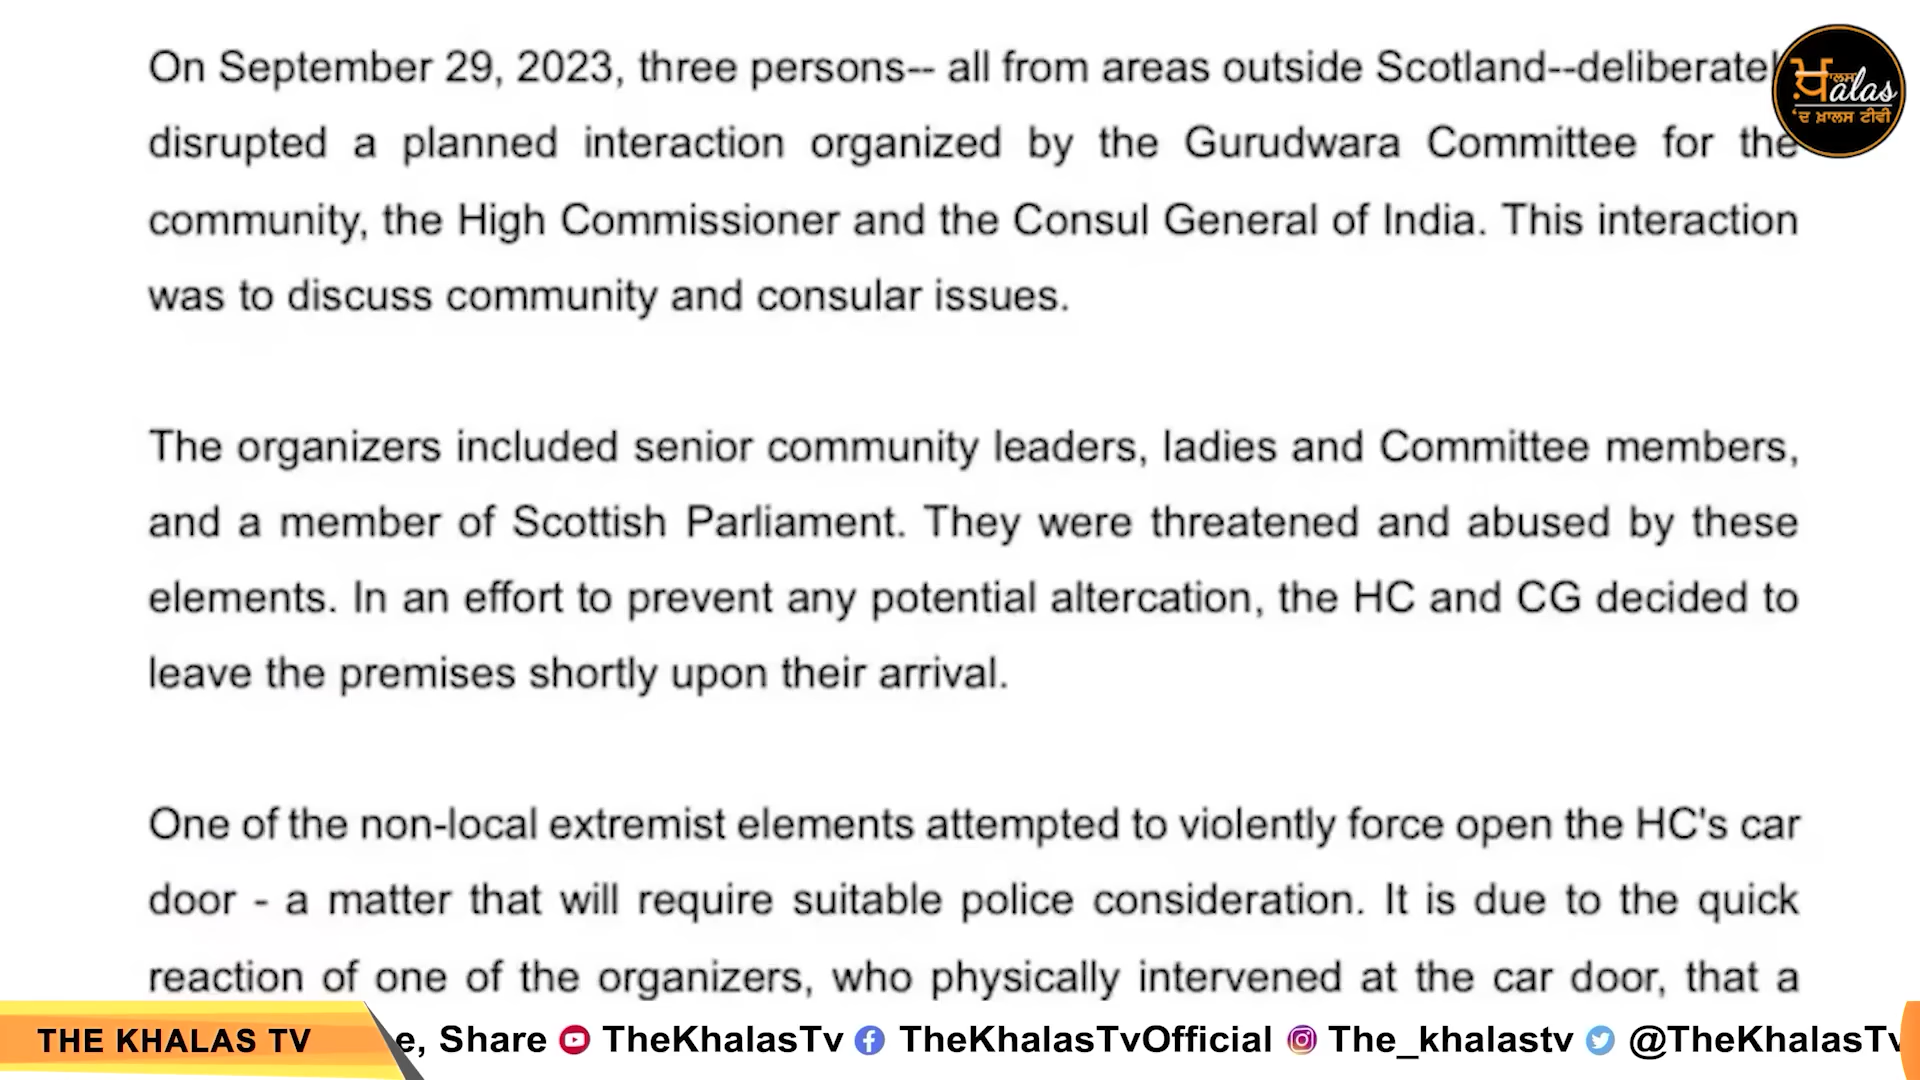 On September 29, 2023, three persons-- all from areas outside Scotland--deliberatel
disrupted a planned interaction organized by the Gurudwara Committee for the
community, the High Commissioner and the Consul General of India. This interaction
was to discuss community and consular issues.
The organizers included senior community leaders, ladies and Committee members,
and a member of Scottish Parliament. They were threatened and abused by these
elements. In an effort to prevent any potential altercation, the HC and CG decided to
leave the premises shortly upon their arrival.
One of the non-local extremist elements attempted to violently force open the HC's car
door - a matter that will require suitable police consideration. It is due to the quick
reaction of one of the organizers, who physically intervened at the car door, that a
ਖ਼ਾਲਸ alas
'ਦ ਖ਼ਾਲਸ ਟੀਵੀ
THE KHALAS TV e, Share TheKhalasTv TheKhalasTvOfficial The_khalastv @TheKhalasTv